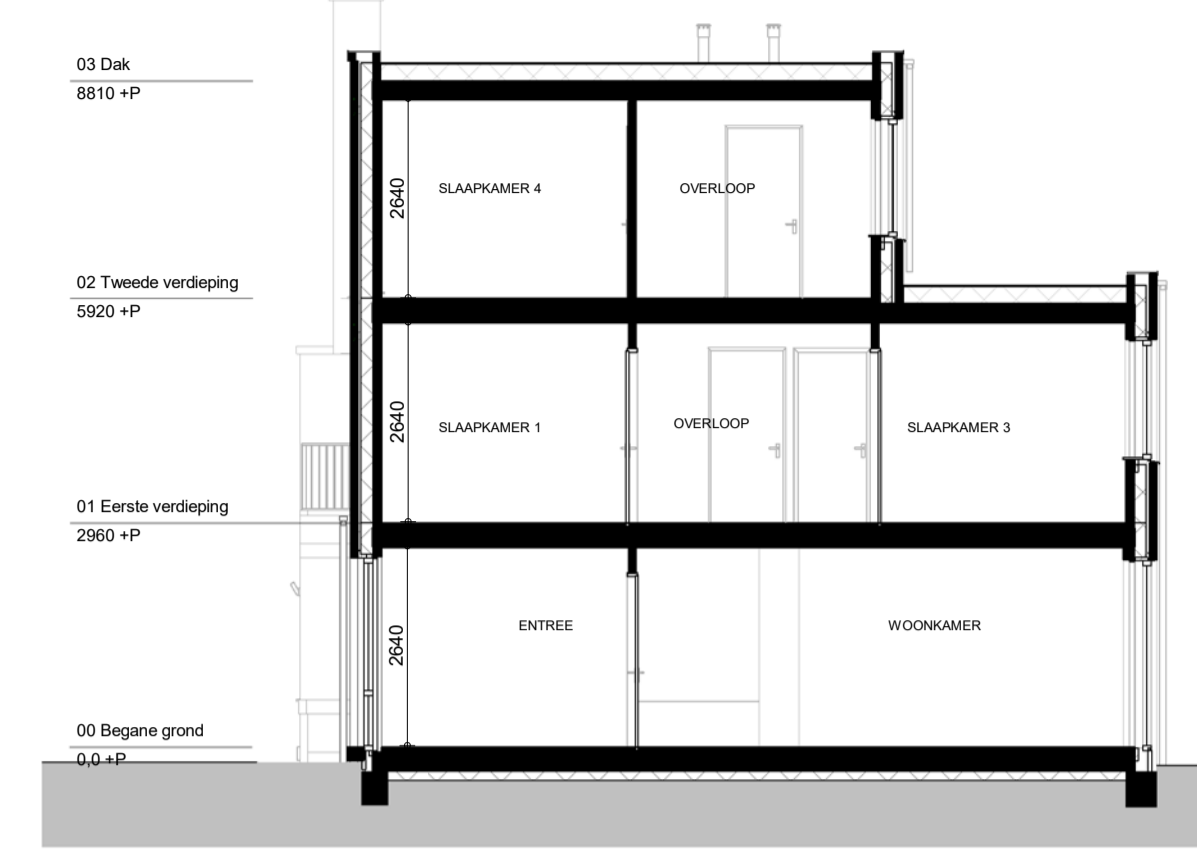 03 Dak
8810 +P
2640
SLAAPKAMER 4
OVERLOOP
02 Tweede verdieping
5920 +P
2640
SLAAPKAMER 1
OVERLOOP
SLAAPKAMER 3
01 Eerste verdieping
2960 +P
2640
ENTREE
WOONKAMER
00 Begane grond
0,0 +P